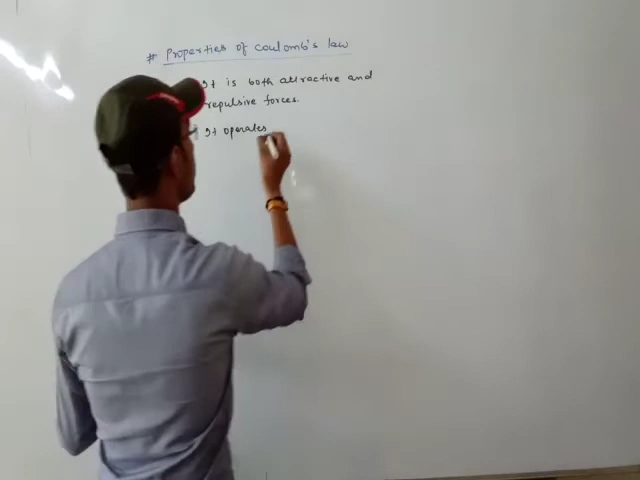 # Properties of Coulomb's law
It is both attractive and
repulsive forces.
It operates